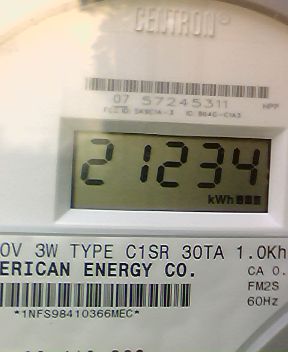 CENTRON®
07 57245311
21234
kWh
0V 3W TYPE C1SR 30TA 1.0Kh
ERICAN ENERGY CO.
CA 0.
FM2S
60Hz
*1NFS98410366MEC*